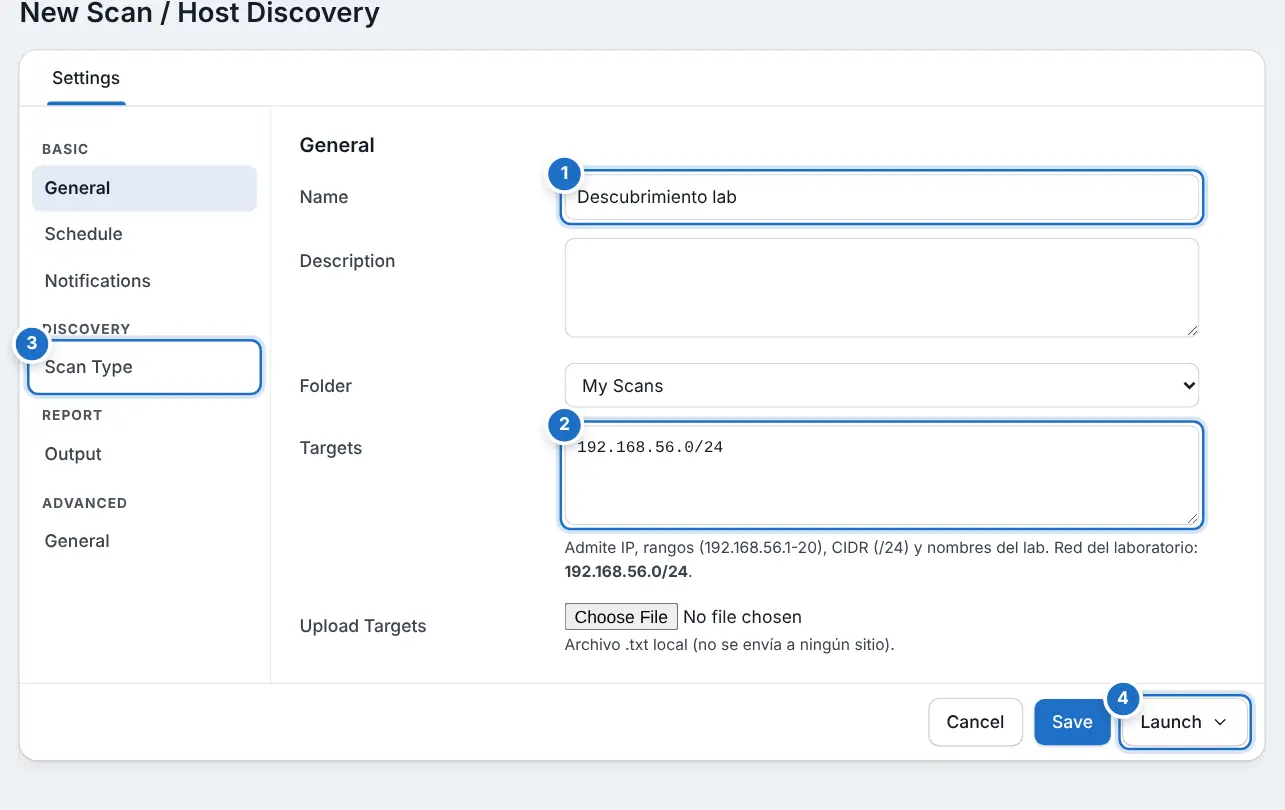 New Scan / Host Discovery
Settings
BASIC
General
Schedule
Notifications
DISCOVERY
3
Scan Type
REPORT
Output
ADVANCED
General
General
1
Name
Descubrimiento lab
Description
Folder
My Scans
2
Targets
192.168.56.0/24
Admite IP, rangos (192.168.56.1-20), CIDR (/24) y nombres del lab. Red del laboratorio:
192.168.56.0/24.
Upload Targets
Choose File No file chosen
Archivo .txt local (no se envía a ningún sitio).
4
Cancel
Save
Launch